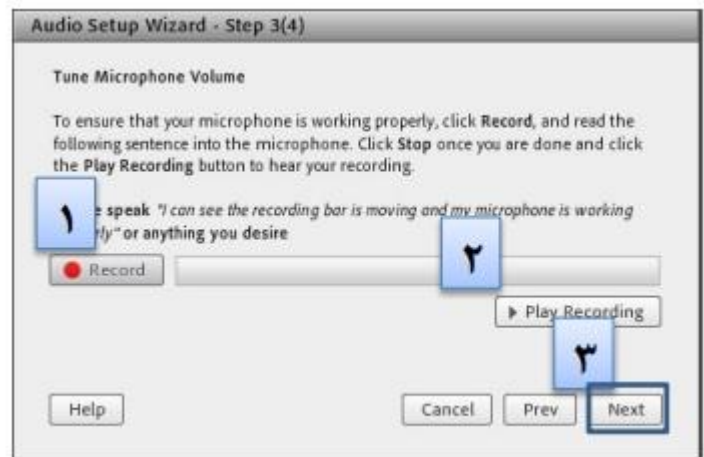 Audio Setup Wizard - Step 3(4)
Tune Microphone Volume
To ensure that your microphone is working properly, click Record, and read the
following sentence into the microphone. Click Stop once you are done and click
the Play Recording button to hear your recording.
۱
speak "I can see the recording bar is moving and my microphone is working
or anything you desire
۲
Record
Play Recording
۳
Help
Cancel
Prev
Next